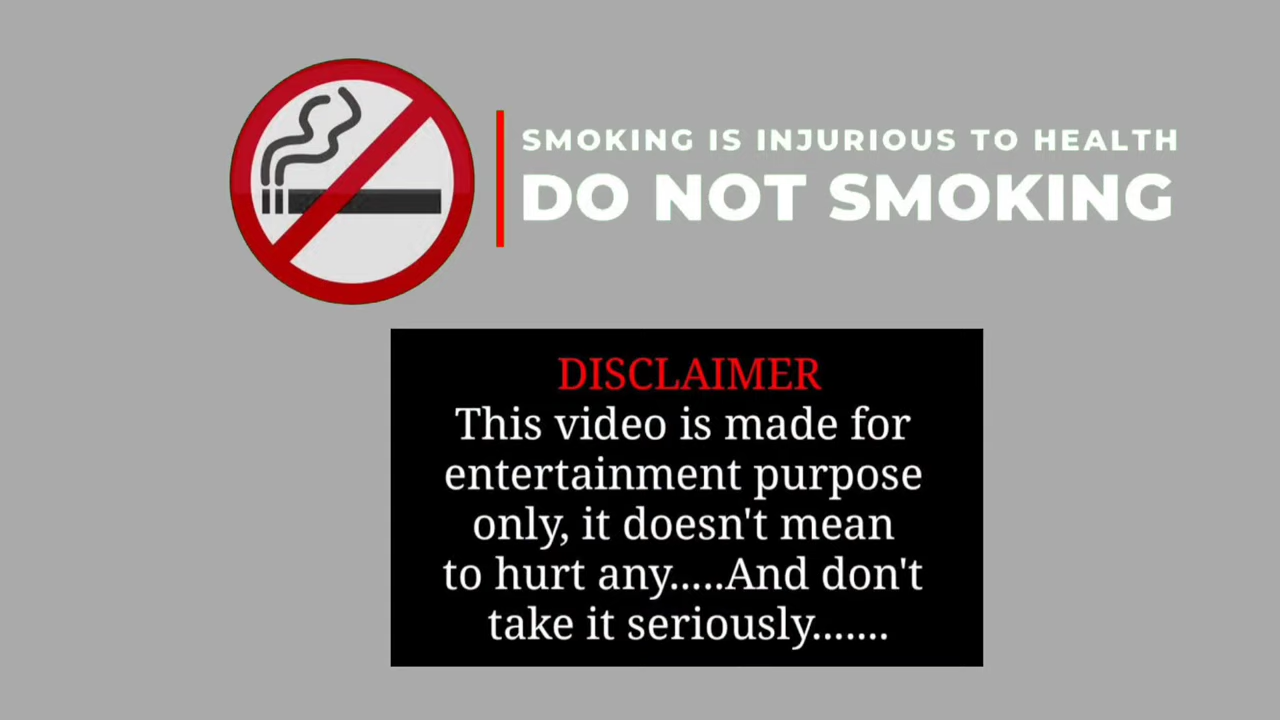 SMOKING IS INJURIOUS TO HEALTH
DO NOT SMOKING
DISCLAIMER
This video is made for
entertainment purpose
only, it doesn't mean
to hurt any.....And don't
take it seriously.......